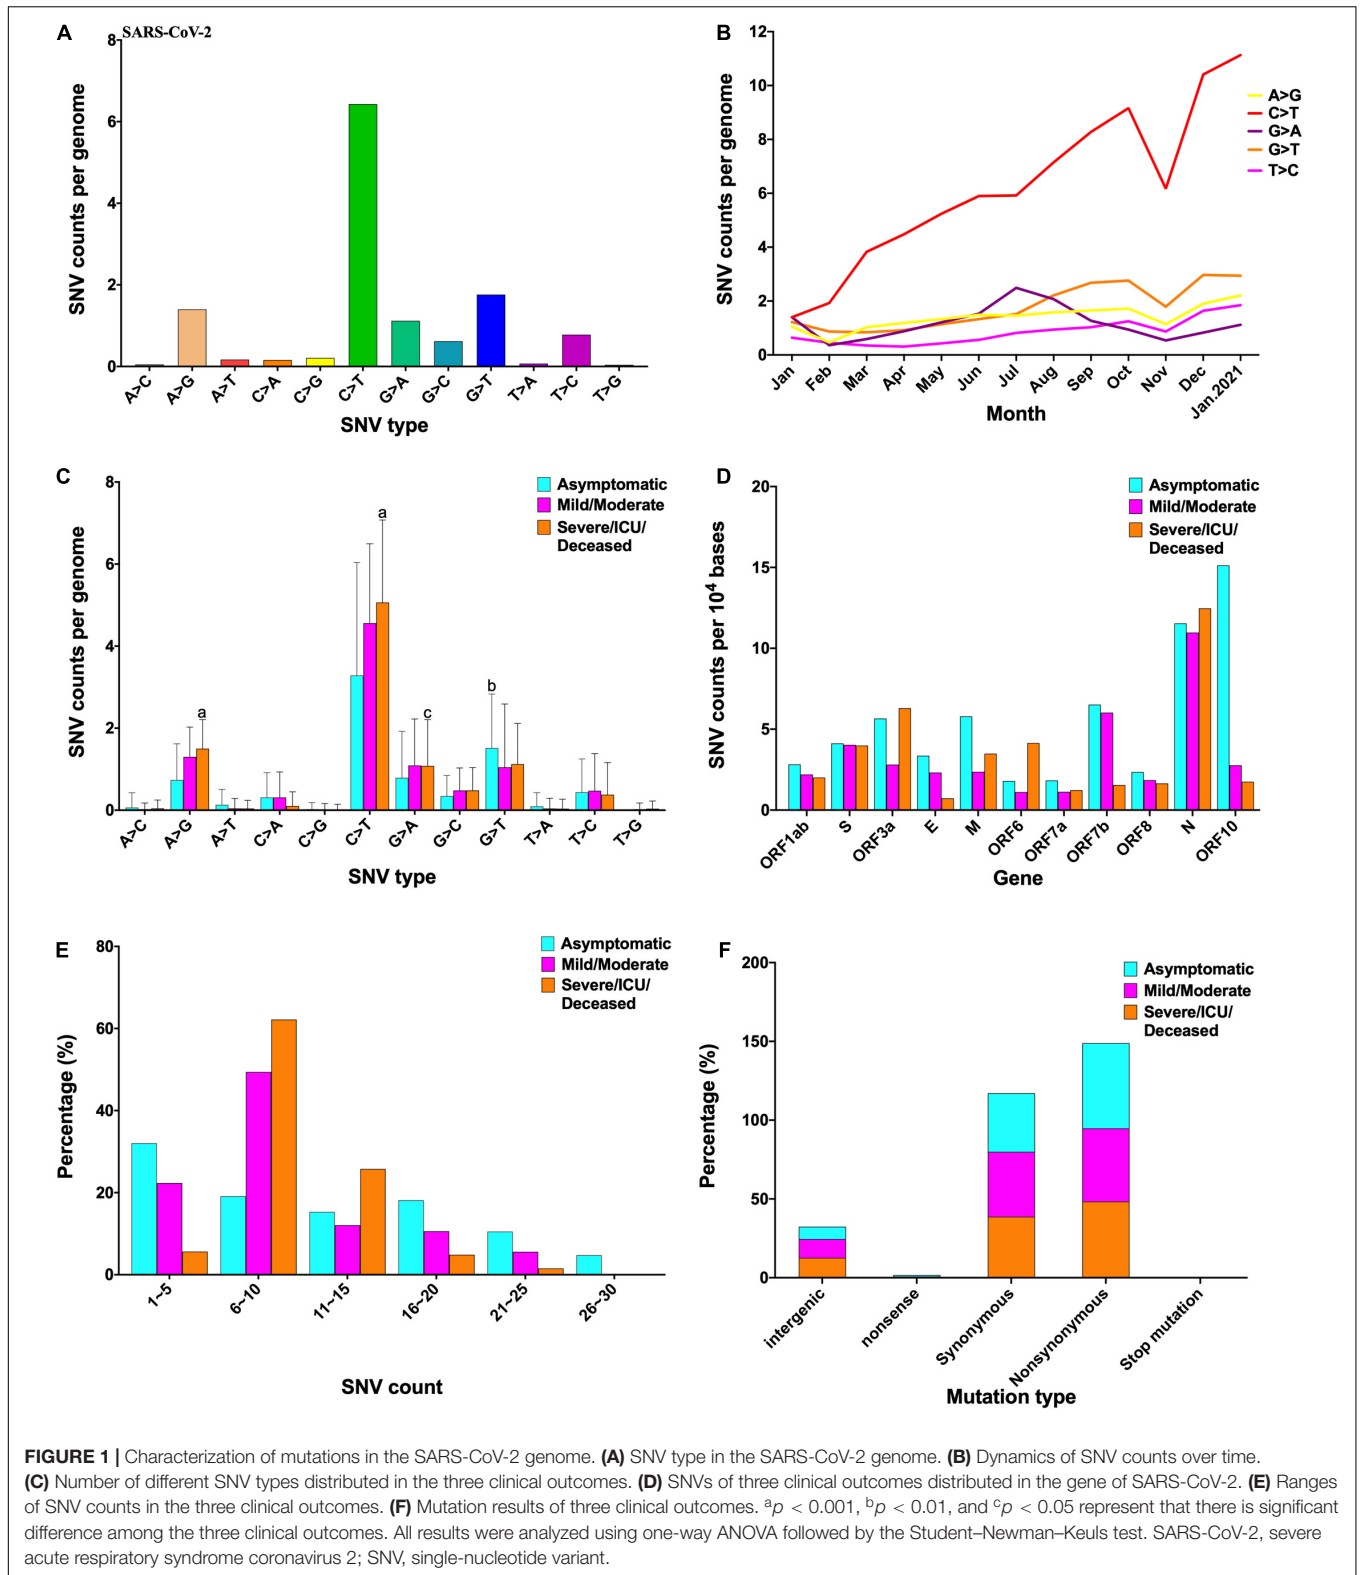 A
SARS-CoV-2
SNV counts per genome
8
6
4
2
0
A>C
A>G
A>T
C>A
C>G
C>T
G>A
G>C
G>T
T>A
T>C
T>G
SNV type
B
SNV counts per genome
12
10
8
6
4
2
0
A>G
C>T
G>A
G>T
T>C
Jan
Feb
Mar
Apr
May
Jun
Jul
Aug
Sep
Oct
Nov
Dec
Jan.2021
Month
C
SNV counts per genome
8
6
4
2
0
Asymptomatic
Mild/Moderate
Severe/ICU/
Deceased
a
a
c
b
A>C
A>G
A>T
C>A
C>G
C>T
G>A
G>C
G>T
T>A
T>C
T>G
SNV type
D
SNV counts per 10⁴ bases
20
15
10
5
0
Asymptomatic
Mild/Moderate
Severe/ICU/
Deceased
ORF1ab
S
ORF3a
E
M
ORF6
ORF7a
ORF7b
ORF8
N
ORF10
Gene
E
Percentage (%)
80
60
40
20
0
Asymptomatic
Mild/Moderate
Severe/ICU/
Deceased
1~5
6~10
11~15
16~20
21~25
26~30
SNV count
F
Percentage (%)
200
150
100
50
0
Asymptomatic
Mild/Moderate
Severe/ICU/
Deceased
intergenic
nonsense
Synonymous
Nonsynonymous
Stop mutation
Mutation type
FIGURE 1 | Characterization of mutations in the SARS-CoV-2 genome. (A) SNV type in the SARS-CoV-2 genome. (B) Dynamics of SNV counts over time.
(C) Number of different SNV types distributed in the three clinical outcomes. (D) SNVs of three clinical outcomes distributed in the gene of SARS-CoV-2. (E) Ranges
of SNV counts in the three clinical outcomes. (F) Mutation results of three clinical outcomes. ᵃp < 0.001, ᵇp < 0.01, and ᶜp < 0.05 represent that there is significant
difference among the three clinical outcomes. All results were analyzed using one-way ANOVA followed by the Student–Newman–Keuls test. SARS-CoV-2, severe
acute respiratory syndrome coronavirus 2; SNV, single-nucleotide variant.